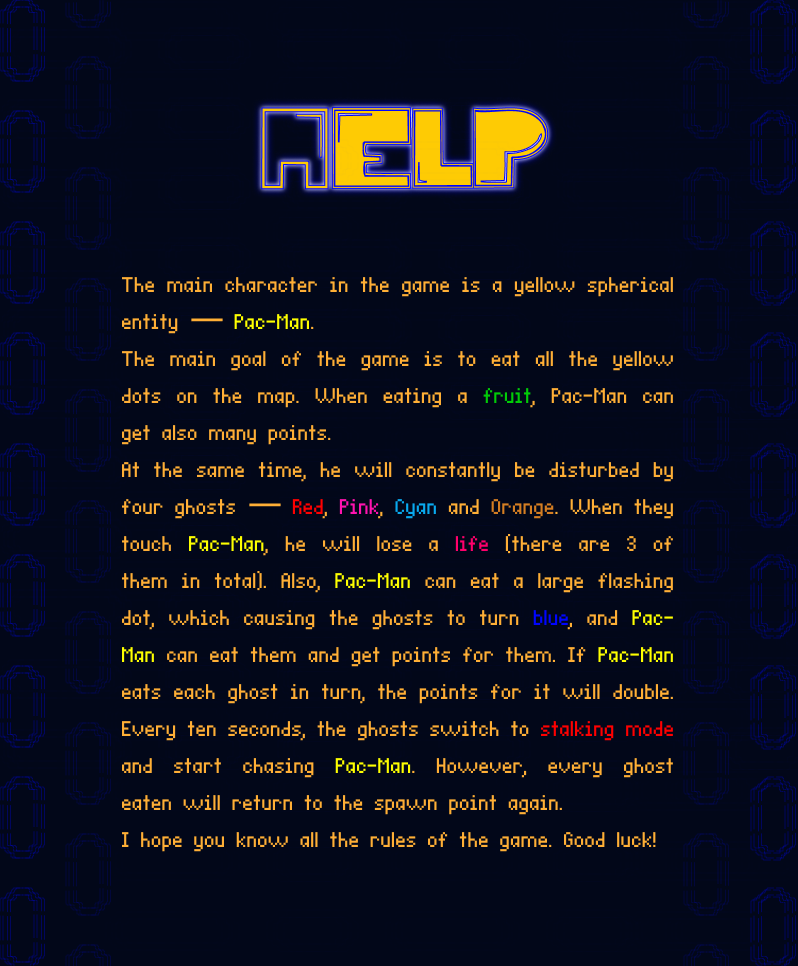 HELP
The main character in the game is a yellow spherical
entity — Pac-Man.
The main goal of the game is to eat all the yellow
dots on the map. When eating a fruit, Pac-Man can
get also many points.
At the same time, he will constantly be disturbed by
four ghosts — Red, Pink, Cyan and Orange. When they
touch Pac-Man, he will lose a life (there are 3 of
them in total). Also, Pac-Man can eat a large flashing
dot, which causing the ghosts to turn blue, and Pac-
Man can eat them and get points for them. If Pac-Man
eats each ghost in turn, the points for it will double.
Every ten seconds, the ghosts switch to stalking mode
and start chasing Pac-Man. However, every ghost
eaten will return to the spawn point again.
I hope you know all the rules of the game. Good luck!